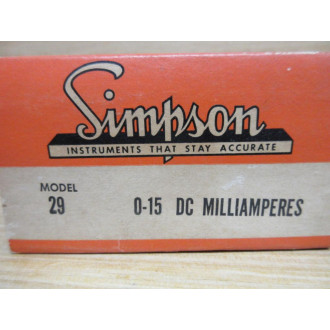 Simpson
INSTRUMENTS THAT STAY ACCURATE
MODEL
29 0-15 DC MILLIAMPERES